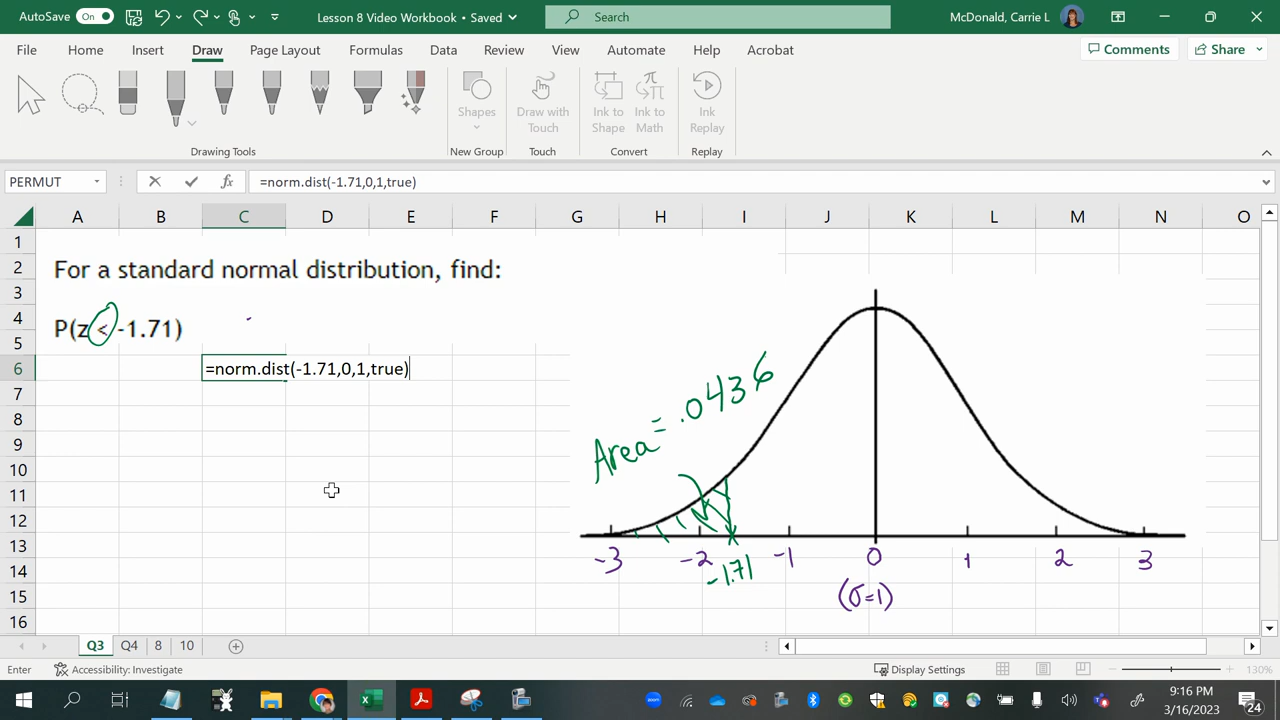 AutoSave On Lesson 8 Video Workbook • Saved Search McDonald, Carrie L
File Home Insert Draw Page Layout Formulas Data Review View Automate Help Acrobat Comments Share
Shapes Draw with Touch Ink to Shape Ink to Math Ink Replay
Drawing Tools New Group Touch Convert Replay
PERMUT fx =norm.dist(-1.71,0,1,true)
A B C D E F G H I J K L M N O
1
2
3
4
5
6
7
8
9
10
11
12
13
14
15
16
For a standard normal distribution, find:
P(z < -1.71)
=norm.dist(-1.71,0,1,true)
Area = .0436
-3 -2 -1 0 1 2 3
-1.71
(σ=1)
Q3 Q4 8 10
Enter Accessibility: Investigate Display Settings 130%
9:16 PM
3/16/2023
24